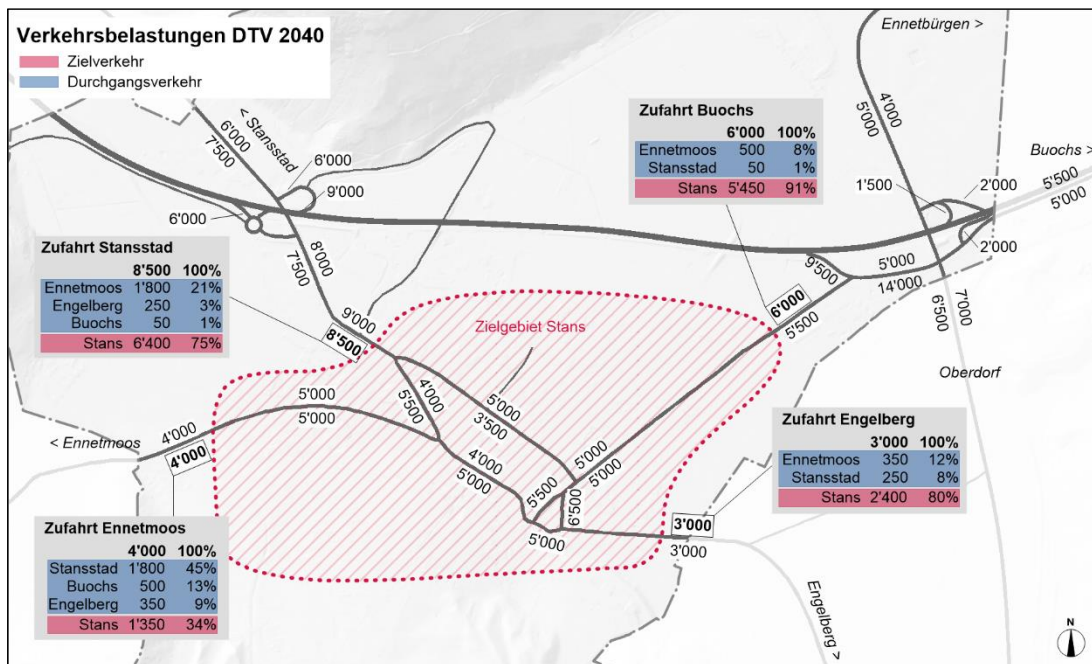 Verkehrsbelastungen DTV 2040
Zielverkehr
Durchgangsverkehr
Ennetbürgen >
4'000
5'000
< Stansstad
6'000
7'500
6'000
9'000
6'000
8'000
7'500
Zufahrt Buochs
6'000 100%
Ennetmoos 500 8%
Stansstad 50 1%
Stans 5'450 91%
Buochs >
5'500
5'000
1'500
2'000
2'000
9'500
5'000
14'000
7'000
6'500
Zufahrt Stansstad
8'500 100%
Ennetmoos 1'800 21%
Engelberg 250 3%
Buochs 50 1%
Stans 6'400 75%
9'000
8'500
6'000
5'500
Zielgebiet Stans
Oberdorf
5'000
5'000
4'000
5'500
5'000
3'500
< Ennetmoos
4'000
4'000
4'000
5'000
5'000
5'000
5'500
6'500
5'000
Zufahrt Engelberg
3'000 100%
Ennetmoos 350 12%
Stansstad 250 8%
Stans 2'400 80%
3'000
3'000
Zufahrt Ennetmoos
4'000 100%
Stansstad 1'800 45%
Buochs 500 13%
Engelberg 350 9%
Stans 1'350 34%
Engelberg >
N